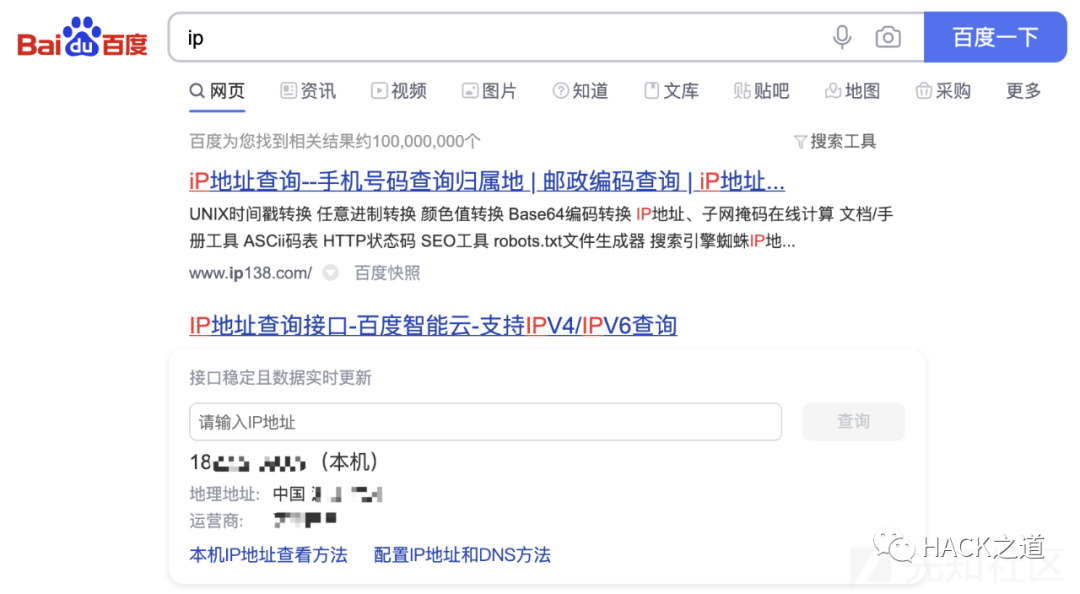 Bai du 百度
ip
百度一下
网页 资讯 视频 图片 知道 文库 贴吧 地图 采购 更多
百度为您找到相关结果约100,000,000个
搜索工具
iP地址查询--手机号码查询归属地 | 邮政编码查询 | iP地址...
UNIX时间戳转换 任意进制转换 颜色值转换 Base64编码转换 IP地址、子网掩码在线计算 文档/手
册工具 ASCii码表 HTTP状态码 SEO工具 robots.txt文件生成器 搜索引擎蜘蛛IP地...
www.ip138.com/ 百度快照
IP地址查询接口-百度智能云-支持IPV4/IPV6查询
接口稳定且数据实时更新
请输入IP地址
查询
18 (本机)
地理地址: 中国
运营商:
本机IP地址查看方法 配置IP地址和DNS方法
HACK之道
先知社区